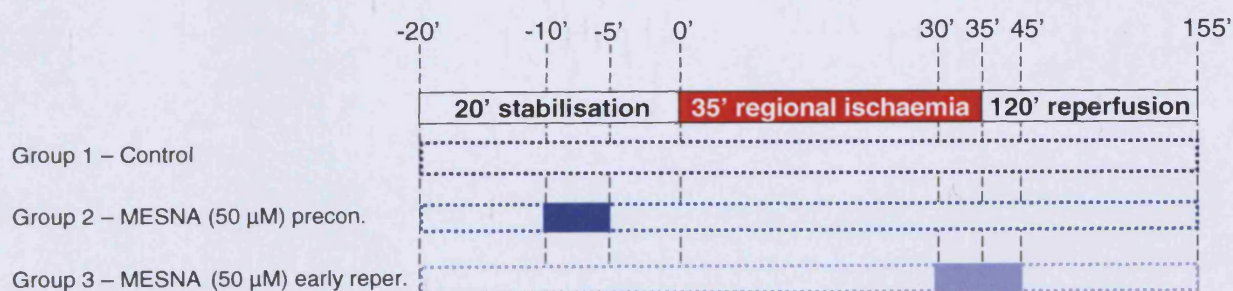 -20’ -10’ -5’ 0’ 30’ 35’ 45’ 155’
20’ stabilisation 35’ regional ischaemia 120’ reperfusion
Group 1 – Control
Group 2 – MESNA (50 µM) precon.
Group 3 – MESNA (50 µM) early reper.